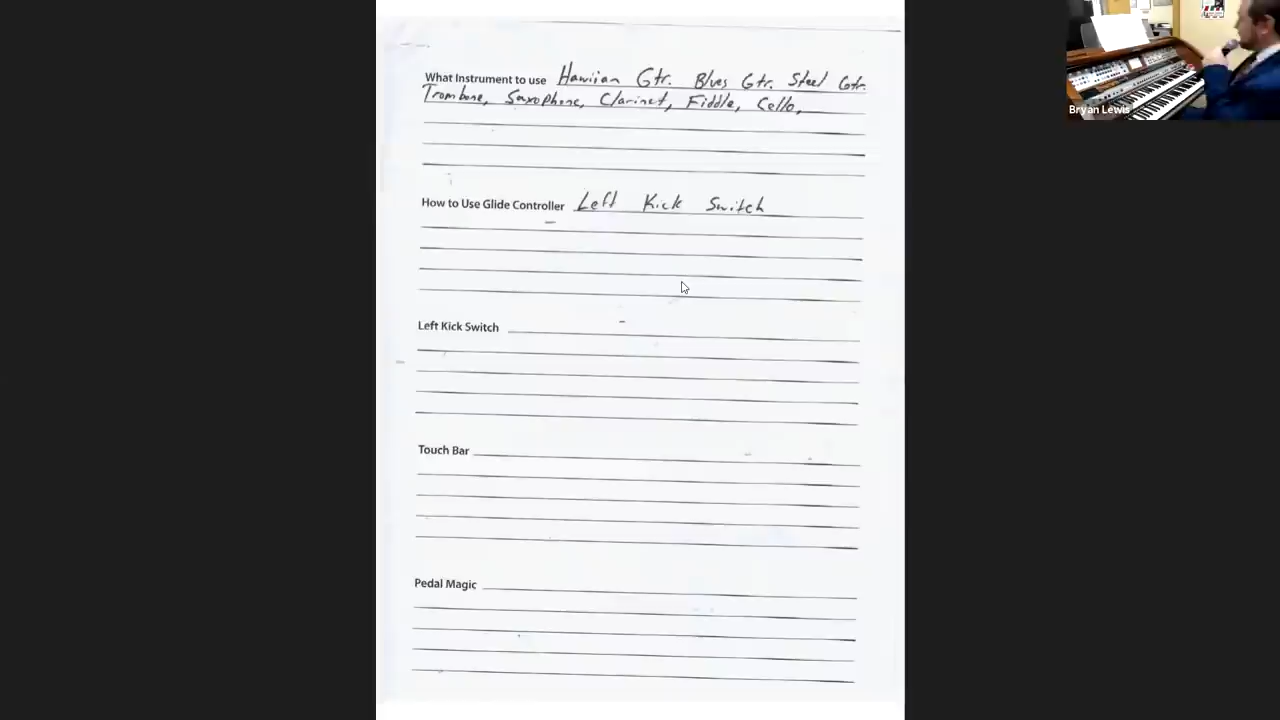 What Instrument to use Hawiian Gtr. Blues Gtr. Steel Gtr.
Trombone, Saxophone, Clarinet, Fiddle, Cello,
How to Use Glide Controller Left Kick Switch
Left Kick Switch
Touch Bar
Pedal Magic
Bryan Lewis